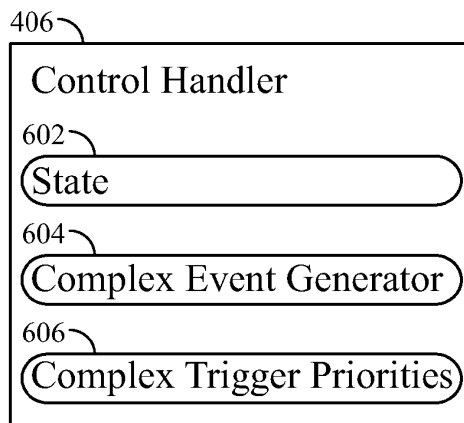 406
Control Handler
602
State
604
Complex Event Generator
606
Complex Trigger Priorities